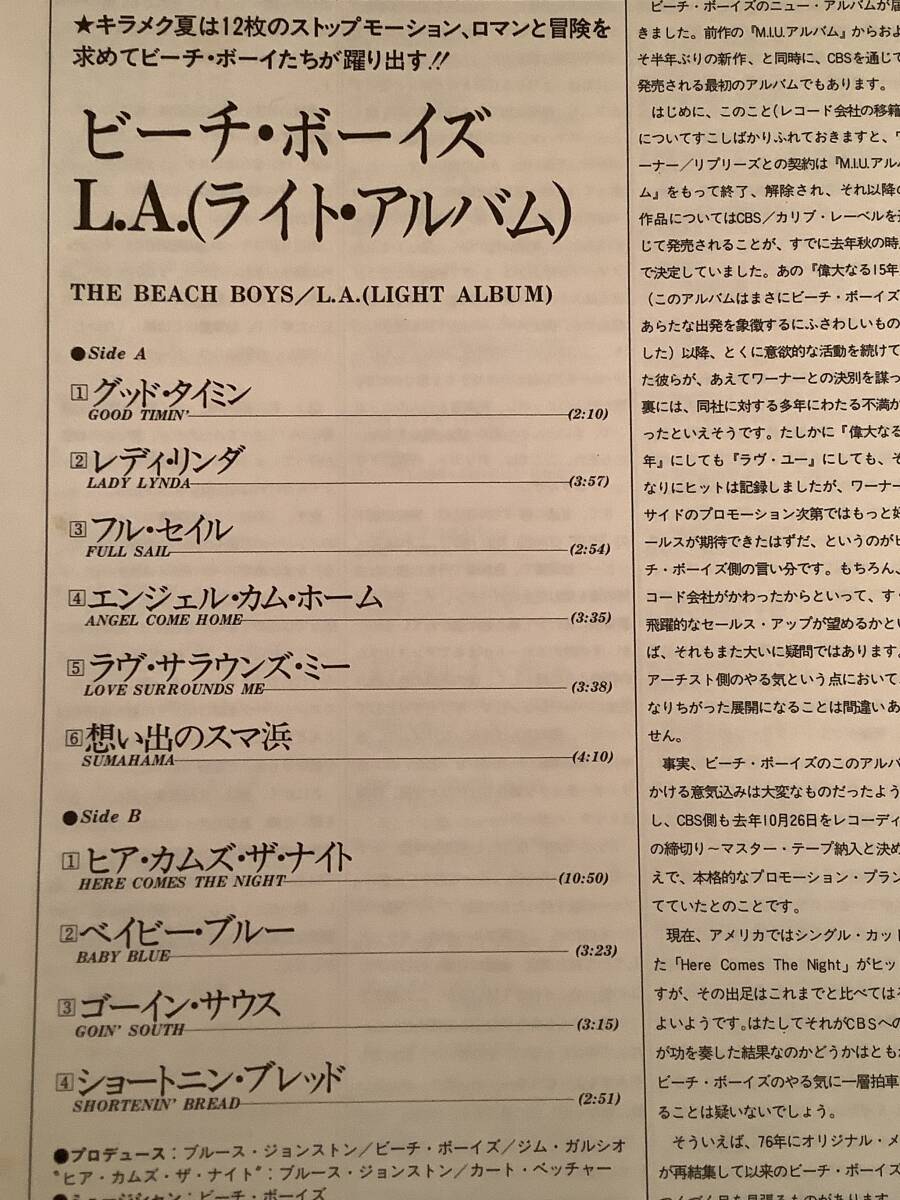 ★キラメク夏は12枚のストップモーション、ロマンと冒険を
求めてビーチ・ボーイたちが躍り出す!!
ビーチ・ボーイズ
L.A.(ライト・アルバム)
THE BEACH BOYS／L.A.(LIGHT ALBUM)
●Side A
1 グッド・タイミン
GOOD TIMIN' (2:10)
2 レディ・リンダ
LADY LYNDA (3:57)
3 フル・セイル
FULL SAIL (2:54)
4 エンジェル・カム・ホーム
ANGEL COME HOME (3:35)
5 ラヴ・サラウンズ・ミー
LOVE SURROUNDS ME (3:38)
6 想い出のスマ浜
SUMAHAMA (4:10)
●Side B
1 ヒア・カムズ・ザ・ナイト
HERE COMES THE NIGHT (10:50)
2 ベイビー・ブルー
BABY BLUE (3:23)
3 ゴーイン・サウス
GOIN' SOUTH (3:15)
4 ショートニン・ブレッド
SHORTENIN' BREAD (2:51)
●プロデュース：ブルース・ジョンストン／ビーチ・ボーイズ／ジム・ガルシオ
"ヒア・カムズ・ザ・ナイト"：ブルース・ジョンストン／カート・ベッチャー
●ミュージシャン：ビーチ・ボーイズ
ビーチ・ボーイズのニュー・アルバムが届
きました。前作の『M.I.U.アルバム』からおよ
そ半年ぶりの新作、と同時に、CBSを通じて
発売される最初のアルバムでもあります。
はじめに、このこと(レコード会社の移籍
についてすこしばかりふれておきますと、ワ
ーナー／リプリーズとの契約は『M.I.U.アルバ
ム』をもって終了、解除され、それ以降の
作品についてはCBS／カリブ・レーベルを通
じて発売されることが、すでに去年秋の時点
で決定していました。あの『偉大なる15年
(このアルバムはまさにビーチ・ボーイズ
あらたな出発を象徴するにふさわしいもの
した）以降、とくに意欲的な活動を続けて
た彼らが、あえてワーナーとの決別を謀っ
裏には、同社に対する多年にわたる不満が
ったといえそうです。たしかに『偉大なる
年』にしても『ラヴ・ユー』にしても、そ
なりにヒットは記録しましたが、ワーナー
サイドのプロモーション次第ではもっと好
ールスが期待できたはずだ、というのがビ
チ・ボーイズ側の言い分です。もちろん、
コード会社がかわったからといって、すぐ
飛躍的なセールス・アップが望めるかとい
ば、それもまた大いに疑問ではあります。
アーチスト側のやる気という点において、
なりちがった展開になることは間違いあ
せん。
事実、ビーチ・ボーイズのこのアルバ
かける意気込みは大変なものだったよう
し、CBS側も去年10月26日をレコーディ
の締切り～マスター・テープ納入と決め
えで、本格的なプロモーション・プラン
てていたとのことです。
現在、アメリカではシングル・カット
た「Here Comes The Night」がヒッ
すが、その出足はこれまでと比べてはる
よいようです。はたしてそれがCBSへの
が功を奏した結果なのかどうかはともか
ビーチ・ボーイズのやる気に一層拍車
ることは疑いないでしょう。
そういえば、76年にオリジナル・メ
が再結集して以来のビーチ・ボーイズ